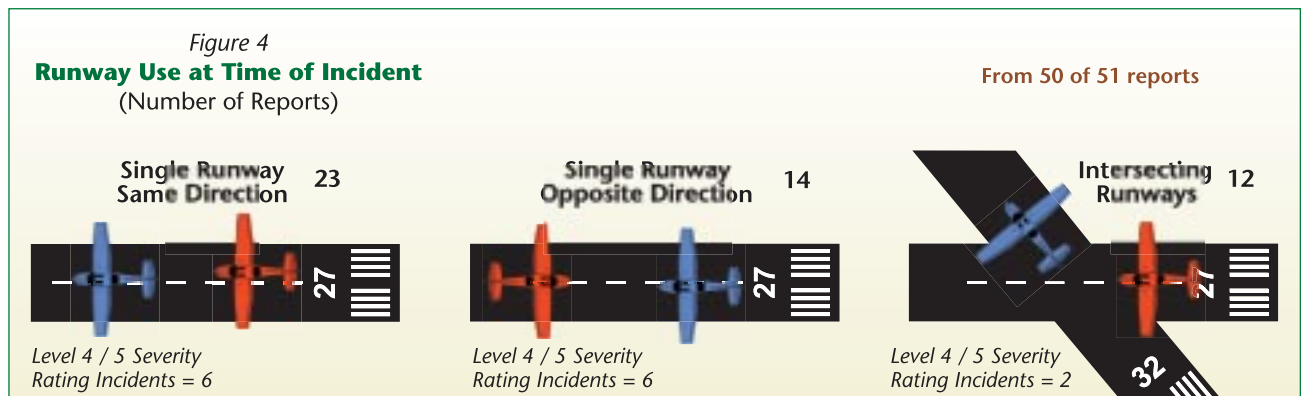 Figure 4
Runway Use at Time of Incident
(Number of Reports)
From 50 of 51 reports
Single Runway
Same Direction 23
Single Runway
Opposite Direction 14
Intersecting
Runways 12
27
27
27
32
Level 4 / 5 Severity
Rating Incidents = 6
Level 4 / 5 Severity
Rating Incidents = 6
Level 4 / 5 Severity
Rating Incidents = 2